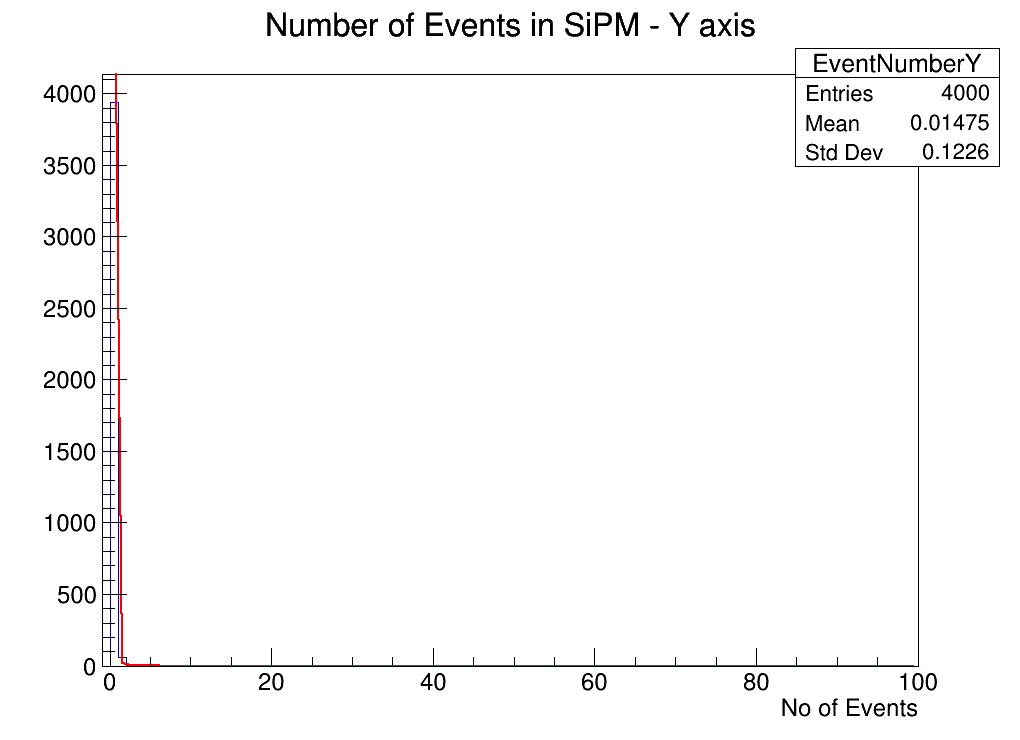 Number of Events in SiPM - Y axis
EventNumberY
Entries 4000
Mean 0.01475
Std Dev 0.1226
4000
3500
3000
2500
2000
1500
1000
500
0
0 20 40 60 80 100
No of Events